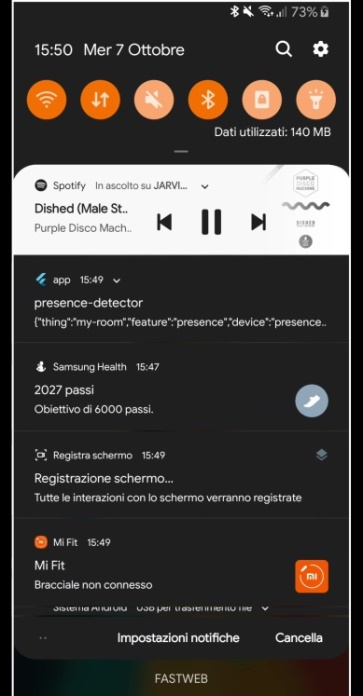 73%
15:50 Mer 7 Ottobre
Dati utilizzati: 140 MB
Spotify In ascolto su JARVI...
Dished (Male St..
Purple Disco Mach..
PURPLE DISCO MACHINE
DISHED
app 15:49
presence-detector
{"thing":"my-room","feature":"presence","device":"presence..
Samsung Health 15:47
2027 passi
Obiettivo di 6000 passi.
Registra schermo 15:49
Registrazione schermo...
Tutte le interazioni con lo schermo verranno registrate
Mi Fit 15:49
Mi Fit
Bracciale non connesso
Sistema Android USB per trasferimento file
Impostazioni notifiche Cancella
FASTWEB